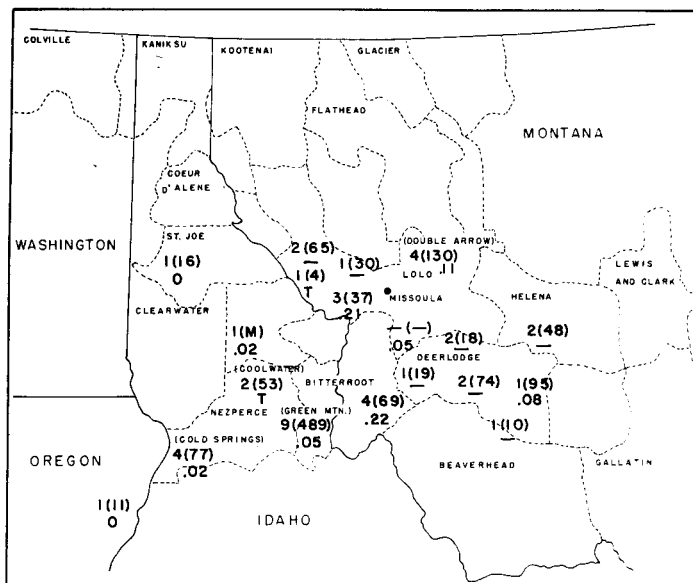 COLVILLE
KANIKSU
KOOTENAI
GLACIER
FLATHEAD
MONTANA
COEUR
D'ALENE
WASHINGTON
ST. JOE
1(16)
0
2(65)
—
1(4)
T
1(30)
—
(DOUBLE ARROW)
4(130)
LOLO .11
LEWIS
AND CLARK
CLEARWATER
3(37)
.21
MISSOULA
HELENA
1(M)
.02
—(—)
.05
2(18)
—
DEERLODGE
2(48)
—
(COOLWATER)
2(53)
T
BITTERROOT
1(19)
—
2(74)
—
1(95)
.08
NEZPERCE
(GREEN MTN.)
9(489)
.05
4(69)
.22
1(10)
—
(COLD SPRINGS)
4(77)
.02
OREGON
BEAVERHEAD
GALLATIN
1(11)
0
IDAHO